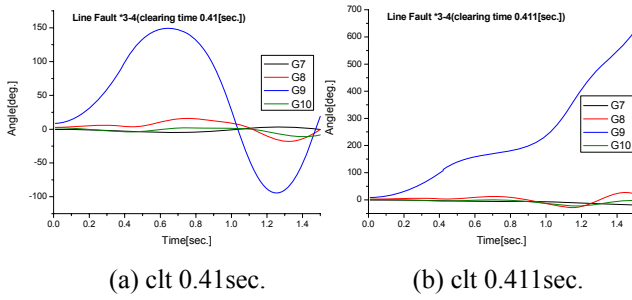 Line Fault *3-4(clearing time 0.41[sec.])
150
100
50
0
-50
-100
Angle[deg.]
G7
G8
G9
G10
0.0 0.2 0.4 0.6 0.8 1.0 1.2 1.4
Time[sec.]
(a) clt 0.41sec.
Line Fault *3-4(clearing time 0.411[sec.])
600
500
400
300
200
100
0
Angle[deg.]
G7
G8
G9
G10
0.0 0.2 0.4 0.6 0.8 1.0 1.2 1.4
Time[sec.]
(b) clt 0.411sec.